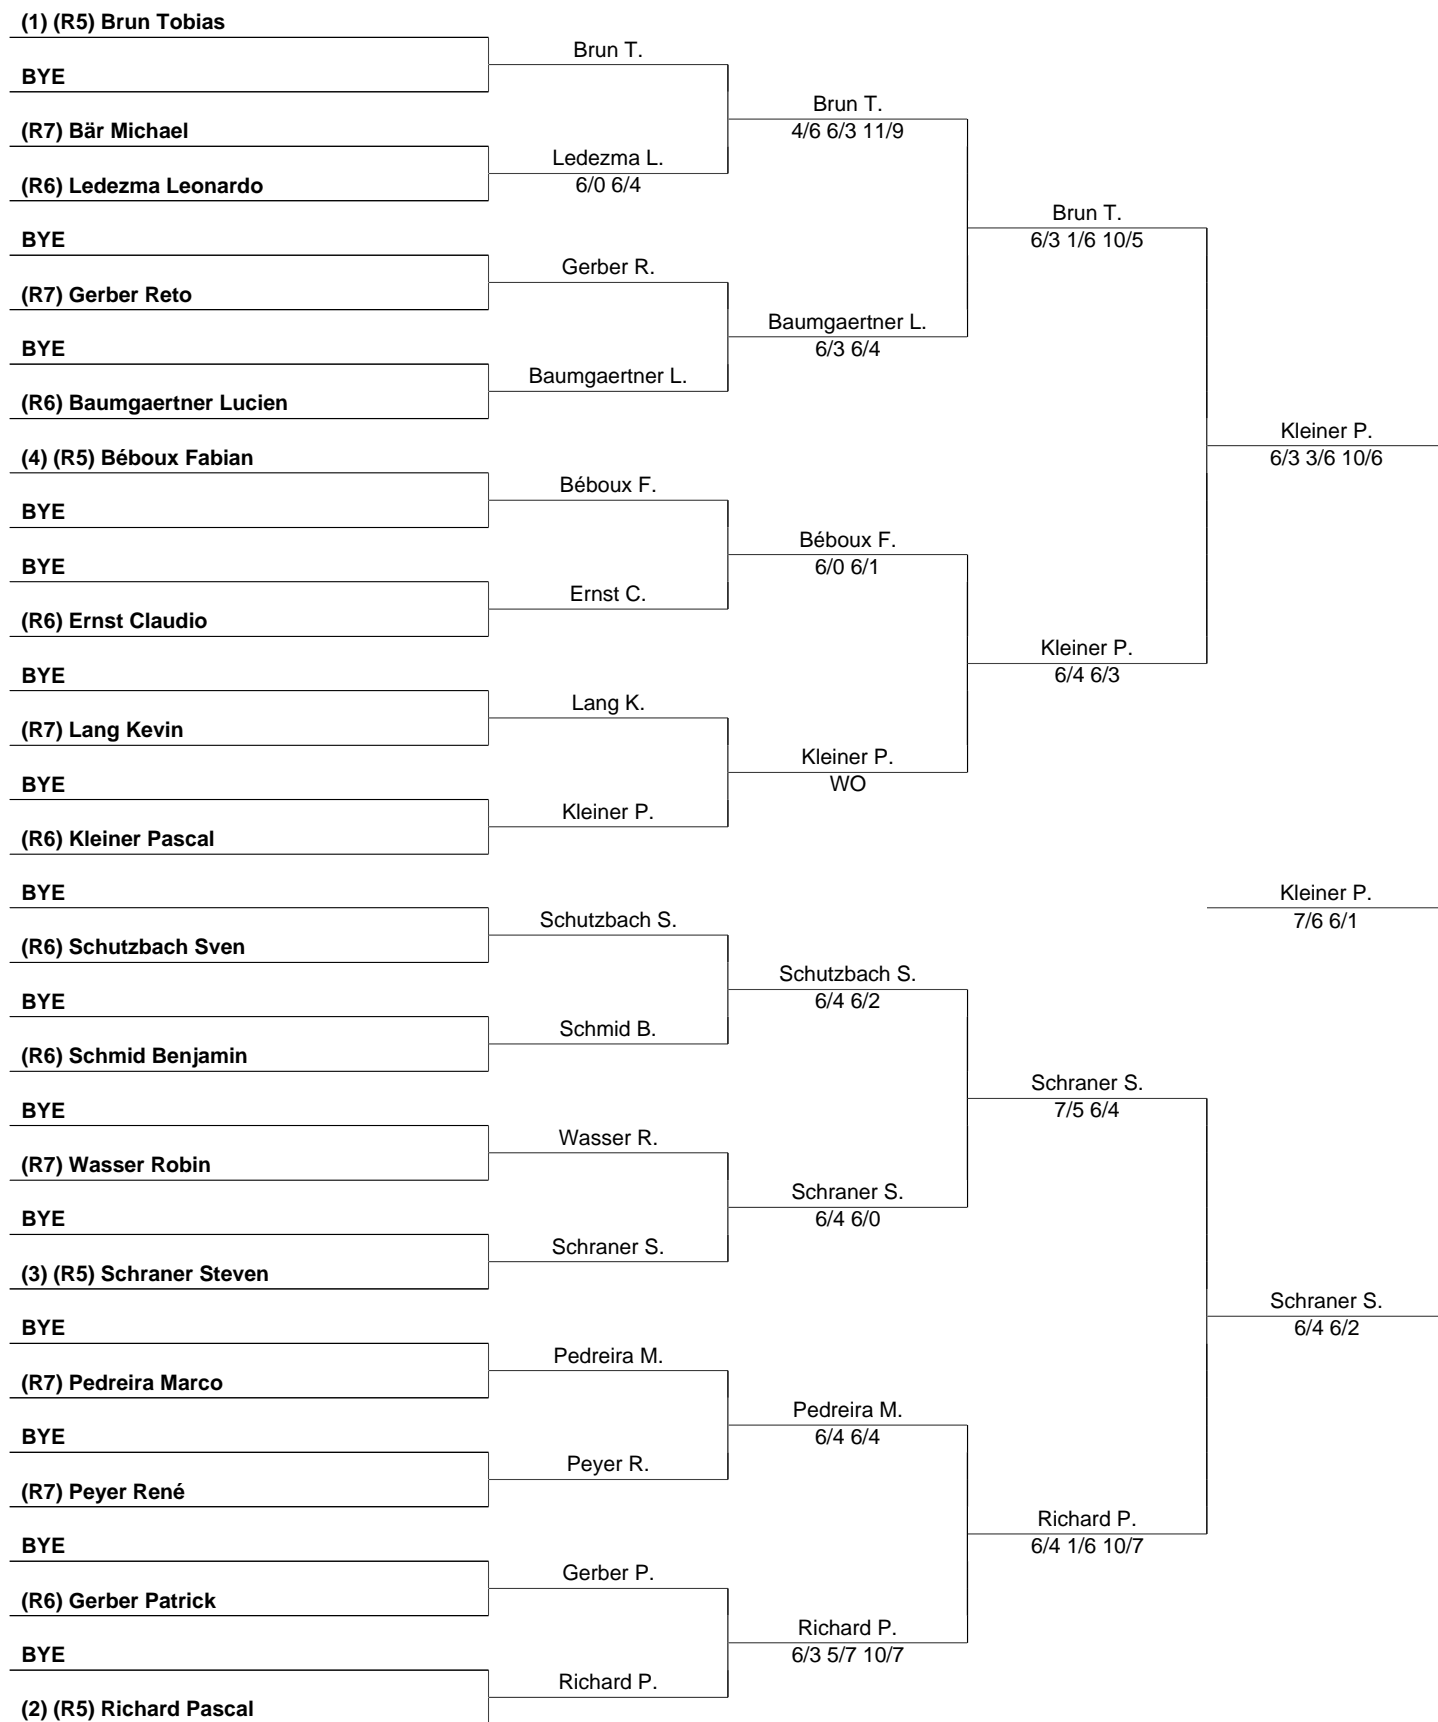 (1) (R5) Brun Tobias
Brun T.
BYE
Brun T.
4/6 6/3 11/9
(R7) Bär Michael
Ledezma L.
6/0 6/4
(R6) Ledezma Leonardo
Brun T.
6/3 1/6 10/5
BYE
Gerber R.
(R7) Gerber Reto
Baumgaertner L.
6/3 6/4
BYE
Baumgaertner L.
(R6) Baumgaertner Lucien
Kleiner P.
6/3 3/6 10/6
(4) (R5) Béboux Fabian
Béboux F.
BYE
Béboux F.
6/0 6/1
BYE
Ernst C.
(R6) Ernst Claudio
Kleiner P.
6/4 6/3
BYE
Lang K.
(R7) Lang Kevin
Kleiner P.
WO
BYE
Kleiner P.
(R6) Kleiner Pascal
BYE
Kleiner P.
7/6 6/1
Schutzbach S.
(R6) Schutzbach Sven
Schutzbach S.
6/4 6/2
BYE
Schmid B.
(R6) Schmid Benjamin
Schraner S.
7/5 6/4
BYE
Wasser R.
(R7) Wasser Robin
Schraner S.
6/4 6/0
BYE
Schraner S.
(3) (R5) Schraner Steven
Schraner S.
6/4 6/2
BYE
Pedreira M.
(R7) Pedreira Marco
Pedreira M.
6/4 6/4
BYE
Peyer R.
(R7) Peyer René
Richard P.
6/4 1/6 10/7
BYE
Gerber P.
(R6) Gerber Patrick
Richard P.
6/3 5/7 10/7
BYE
Richard P.
(2) (R5) Richard Pascal